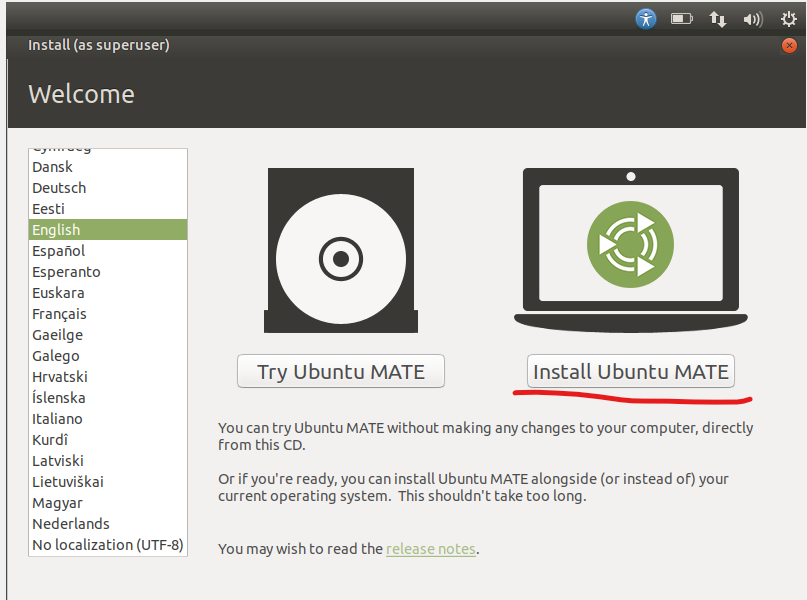 Install (as superuser)
Welcome
Dansk
Deutsch
Eesti
English
Español
Esperanto
Euskara
Français
Gaeilge
Galego
Hrvatski
Íslenska
Italiano
Kurdî
Latviski
Lietuviškai
Magyar
Nederlands
No localization (UTF-8)
Try Ubuntu MATE
Install Ubuntu MATE
You can try Ubuntu MATE without making any changes to your computer, directly
from this CD.
Or if you're ready, you can install Ubuntu MATE alongside (or instead of) your
current operating system.  This shouldn't take too long.
You may wish to read the release notes.